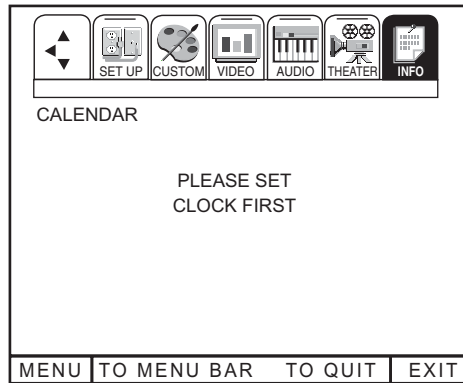 SET UP CUSTOM VIDEO AUDIO THEATER INFO
CALENDAR
PLEASE SET
CLOCK FIRST
MENU TO MENU BAR TO QUIT EXIT